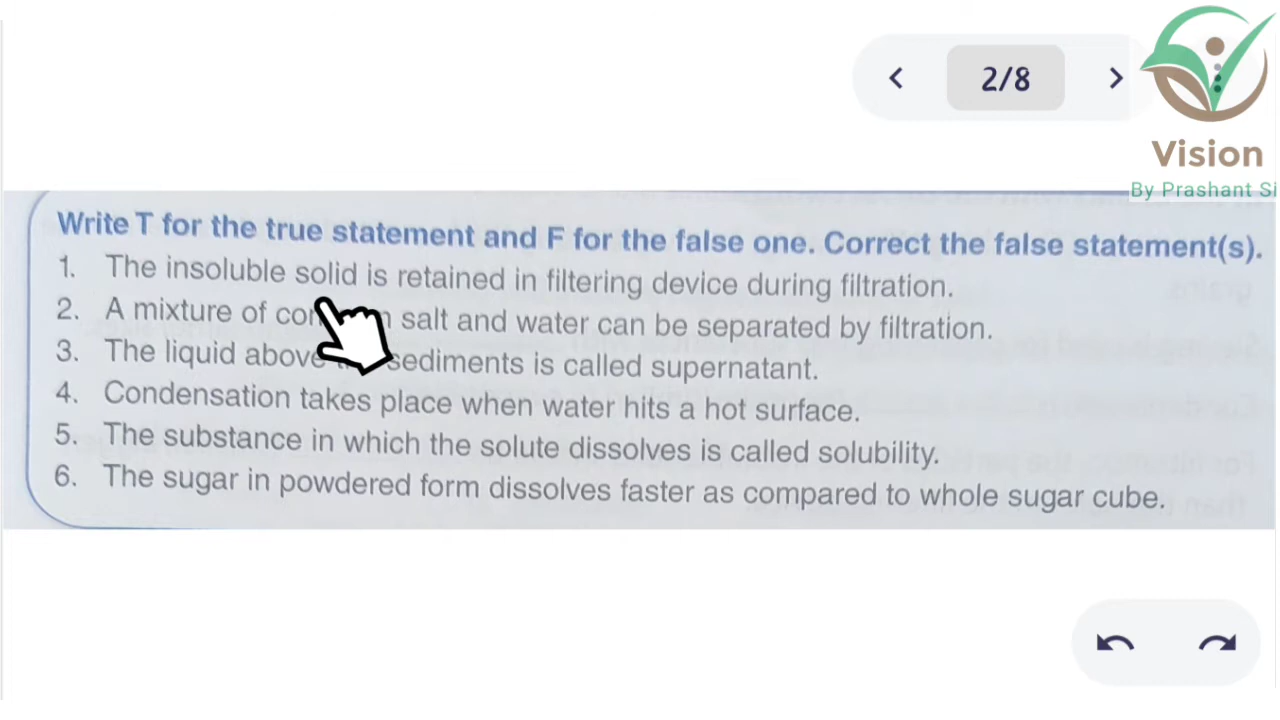 2/8
Vision
By Prashant Si
Write T for the true statement and F for the false one. Correct the false statement(s).
1. The insoluble solid is retained in filtering device during filtration.
2. A mixture of salt and water can be separated by filtration.
3. The liquid above sediments is called supernatant.
4. Condensation takes place when water hits a hot surface.
5. The substance in which the solute dissolves is called solubility.
6. The sugar in powdered form dissolves faster as compared to whole sugar cube.